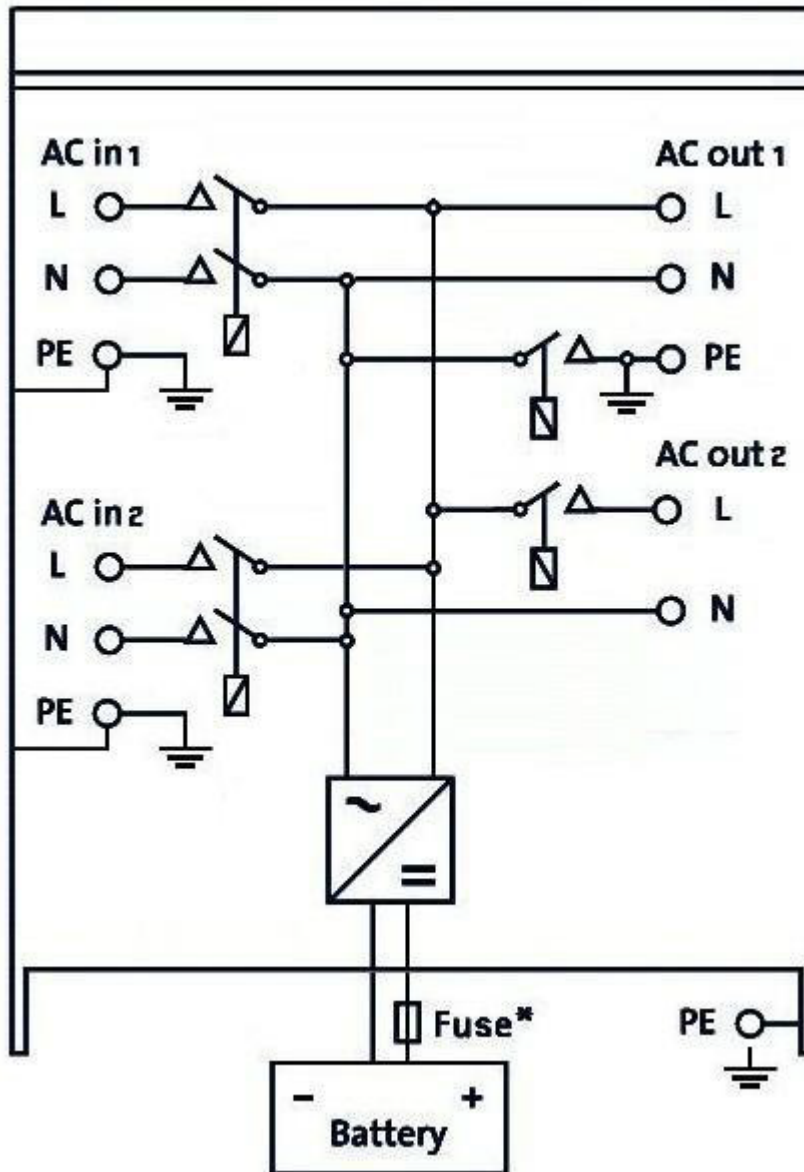 AC in 1
L
N
PE
AC out 1
L
N
PE
AC in 2
L
N
PE
AC out 2
L
N
~
=
Fuse*
PE
- +
Battery